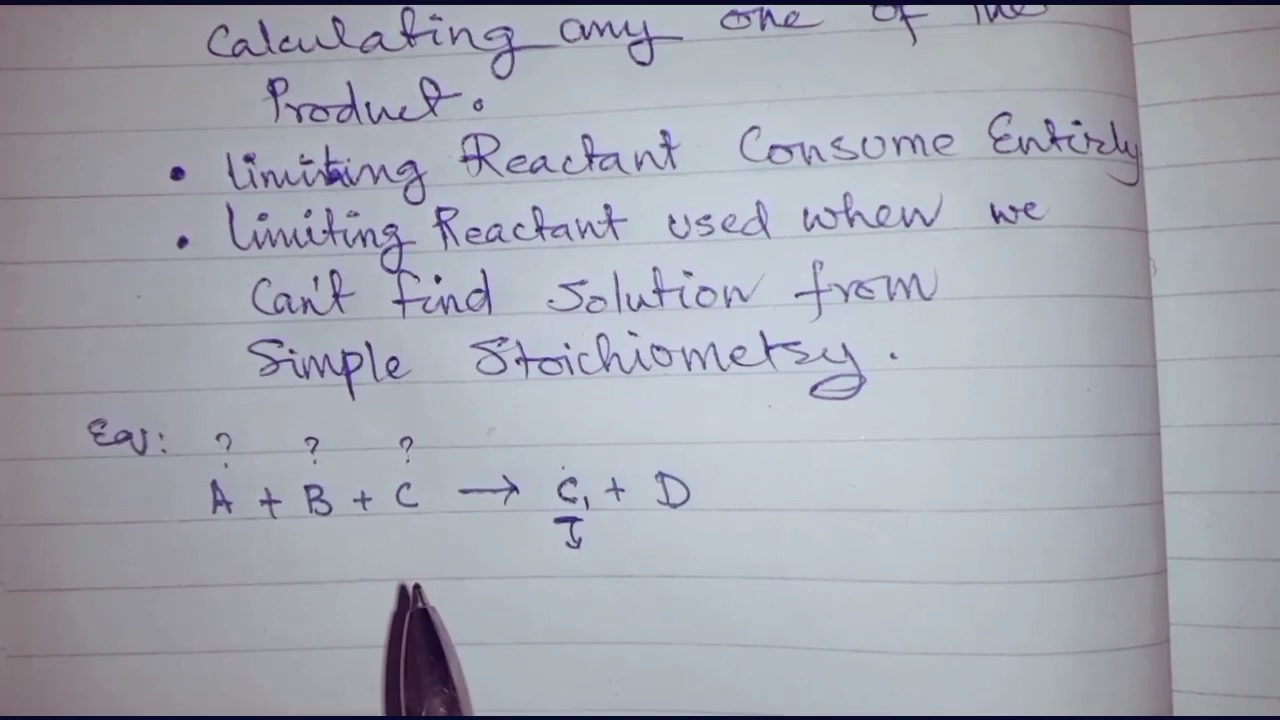 Calculating any one of the
Product.
• limiting Reactant Consume Entirly
• limiting Reactant used when we
Can't find Solution from
Simple Stoichiometry.
Eq:
? ? ?
A + B + C → C, + D